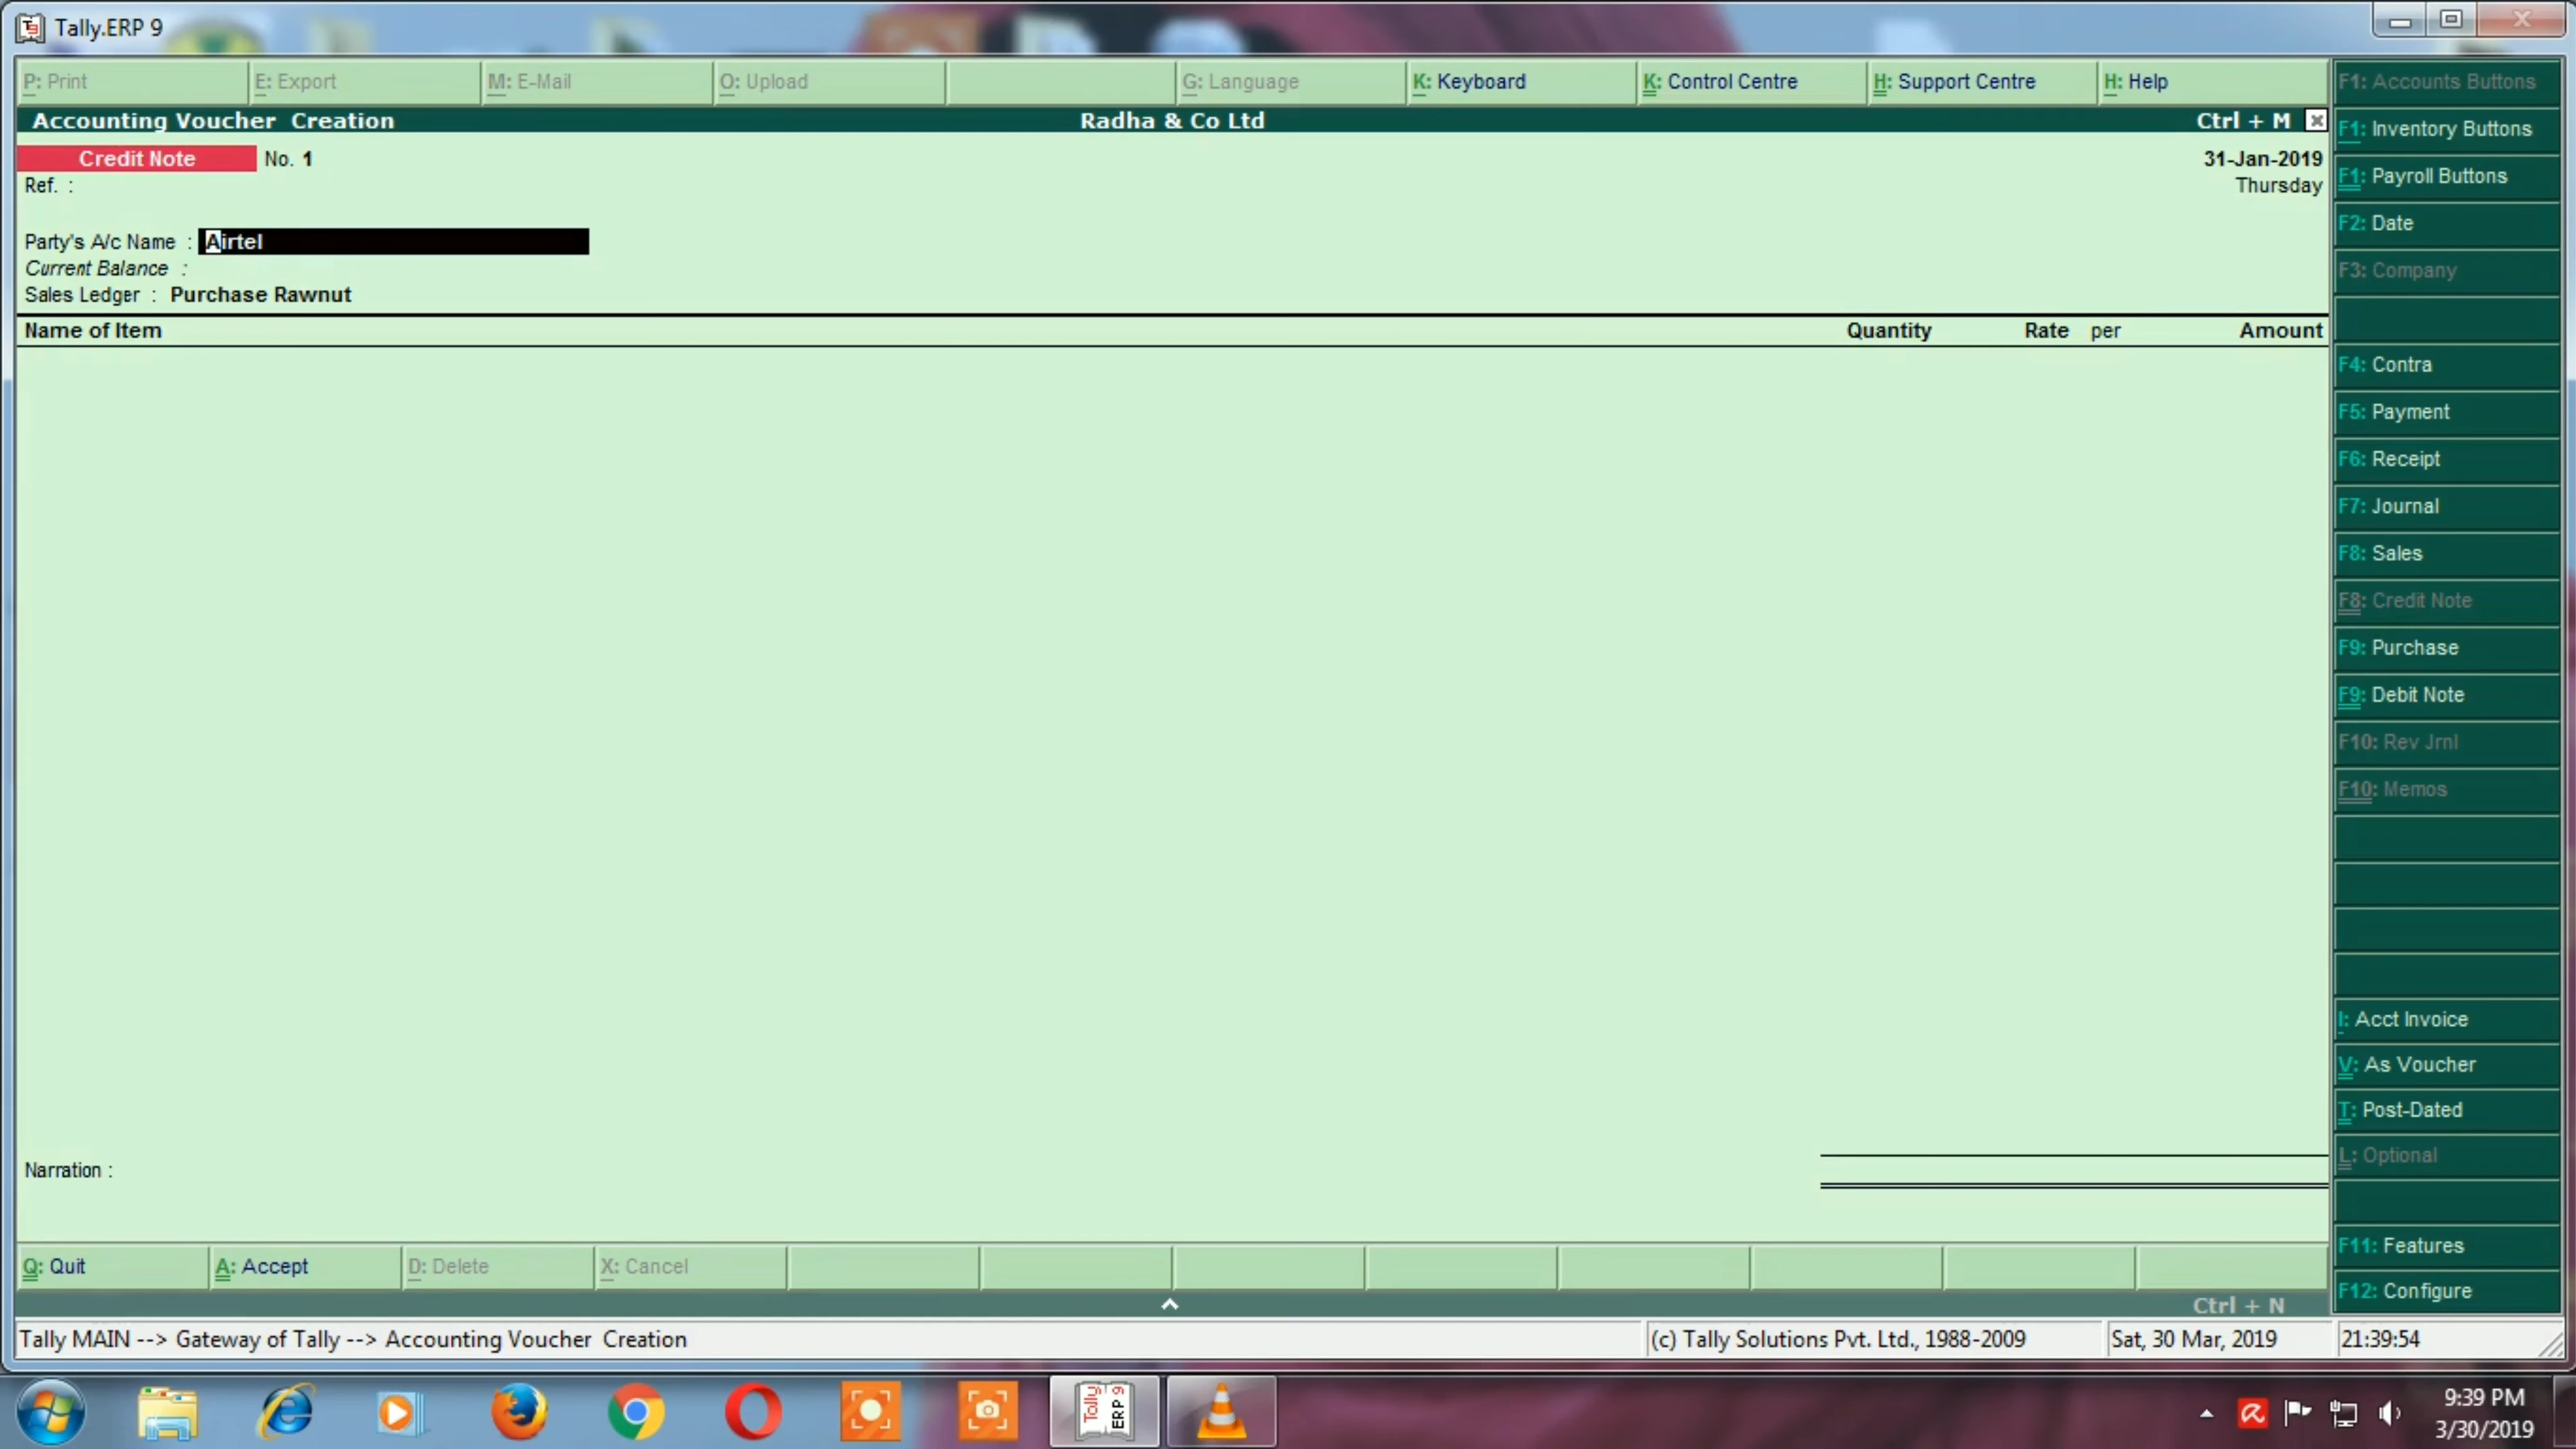 Tally.ERP 9
P: Print E: Export M: E-Mail O: Upload G: Language K: Keyboard K: Control Centre H: Support Centre H: Help
Accounting Voucher Creation Radha & Co Ltd Ctrl + M
Credit Note No. 1 31-Jan-2019
Ref. : Thursday
Party's A/c Name : Airtel
Current Balance :
Sales Ledger : Purchase Rawnut
Name of Item Quantity Rate per Amount
Narration :
Q: Quit A: Accept D: Delete X: Cancel
Ctrl + N
F1: Accounts Buttons
F1: Inventory Buttons
F1: Payroll Buttons
F2: Date
F3: Company
F4: Contra
F5: Payment
F6: Receipt
F7: Journal
F8: Sales
F8: Credit Note
F9: Purchase
F9: Debit Note
F10: Rev Jrnl
F10: Memos
I: Acct Invoice
V: As Voucher
T: Post-Dated
L: Optional
F11: Features
F12: Configure
Tally MAIN --> Gateway of Tally --> Accounting Voucher Creation (c) Tally Solutions Pvt. Ltd., 1988-2009 Sat, 30 Mar, 2019 21:39:54
Tally
ERP 9
9:39 PM
3/30/2019